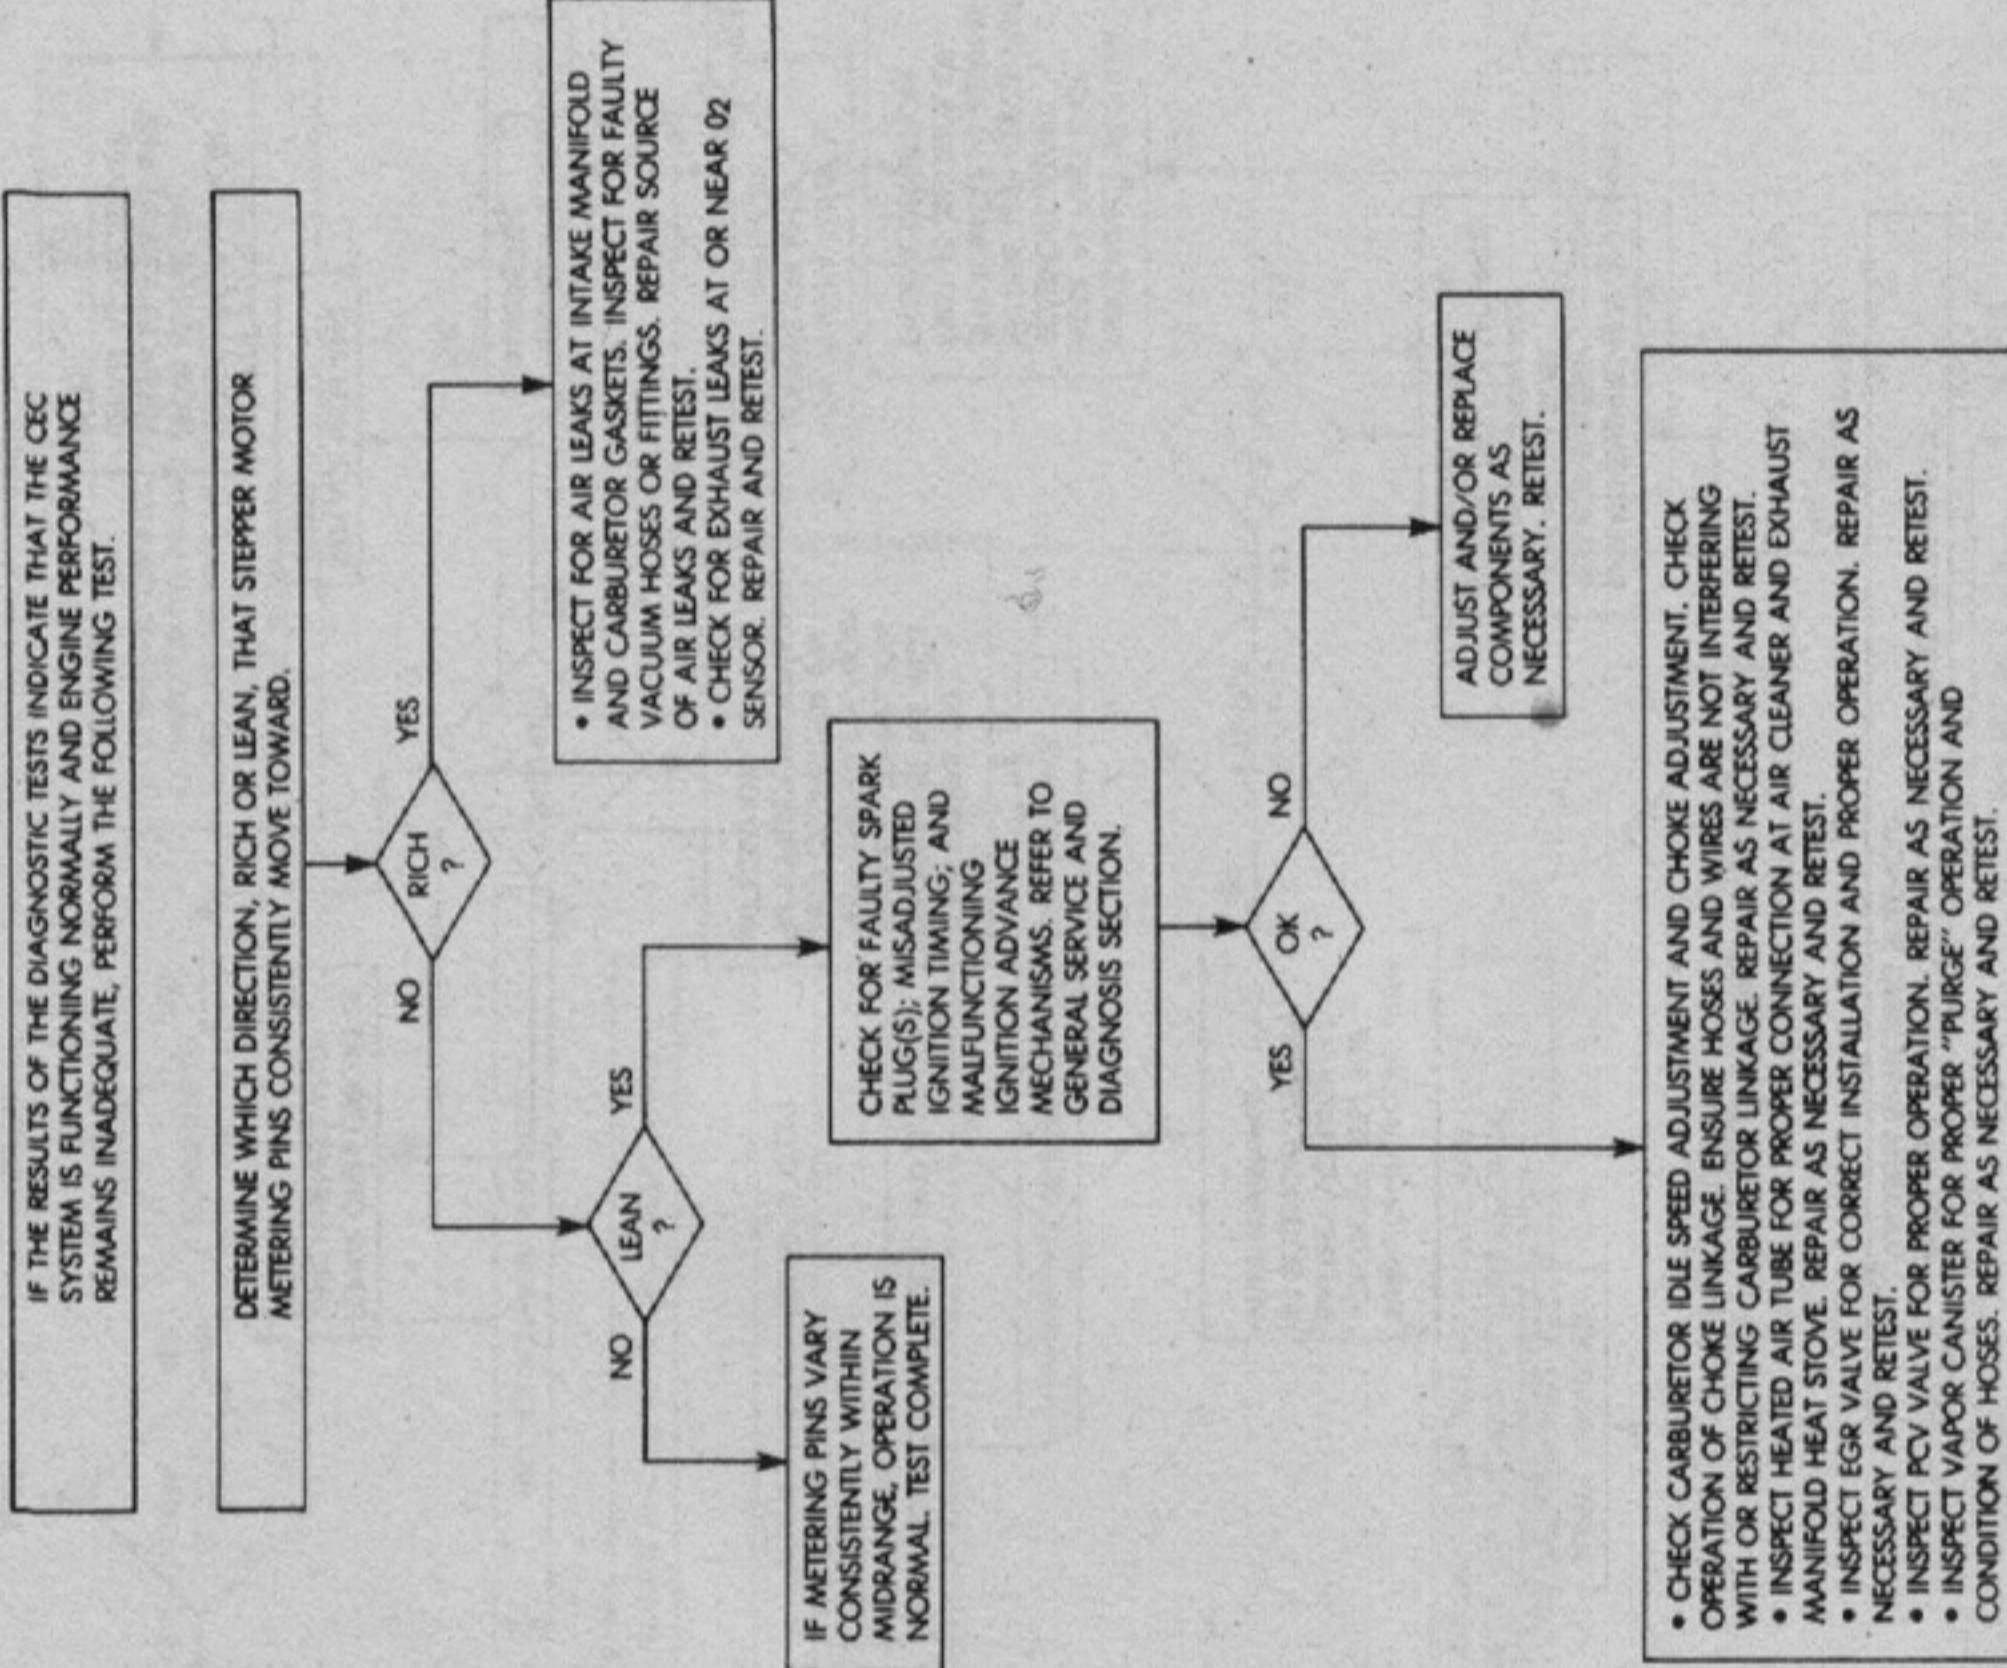 IF THE RESULTS OF THE DIAGNOSTIC TESTS INDICATE THAT THE CEC
SYSTEM IS FUNCTIONING NORMALLY AND ENGINE PERFORMANCE
REMAINS INADEQUATE, PERFORM THE FOLLOWING TEST.
DETERMINE WHICH DIRECTION, RICH OR LEAN, THAT STEPPER MOTOR
METERING PINS CONSISTENTLY MOVE TOWARD.
NO
RICH
?
YES
• INSPECT FOR AIR LEAKS AT INTAKE MANIFOLD
AND CARBURETOR GASKETS. INSPECT FOR FAULTY
VACUUM HOSES OR FITTINGS. REPAIR SOURCE
OF AIR LEAKS AND RETEST.
• CHECK FOR EXHAUST LEAKS AT OR NEAR O2
SENSOR. REPAIR AND RETEST.
NO
LEAN
?
YES
IF METERING PINS VARY
CONSISTENTLY WITHIN
MIDRANGE, OPERATION IS
NORMAL. TEST COMPLETE.
CHECK FOR FAULTY SPARK
PLUG(S); MISADJUSTED
IGNITION TIMING; AND
MALFUNCTIONING
IGNITION ADVANCE
MECHANISMS. REFER TO
GENERAL SERVICE AND
DIAGNOSIS SECTION.
YES
OK
?
NO
ADJUST AND/OR REPLACE
COMPONENTS AS
NECESSARY. RETEST.
• CHECK CARBURETOR IDLE SPEED ADJUSTMENT AND CHOKE ADJUSTMENT. CHECK
OPERATION OF CHOKE LINKAGE. ENSURE HOSES AND WIRES ARE NOT INTERFERING
WITH OR RESTRICTING CARBURETOR LINKAGE. REPAIR AS NECESSARY AND RETEST.
• INSPECT HEATED AIR TUBE FOR PROPER CONNECTION AT AIR CLEANER AND EXHAUST
MANIFOLD HEAT STOVE. REPAIR AS NECESSARY AND RETEST.
• INSPECT EGR VALVE FOR CORRECT INSTALLATION AND PROPER OPERATION. REPAIR AS
NECESSARY AND RETEST.
• INSPECT PCV VALVE FOR PROPER OPERATION. REPAIR AS NECESSARY AND RETEST.
• INSPECT VAPOR CANISTER FOR PROPER "PURGE" OPERATION AND
CONDITION OF HOSES. REPAIR AS NECESSARY AND RETEST.